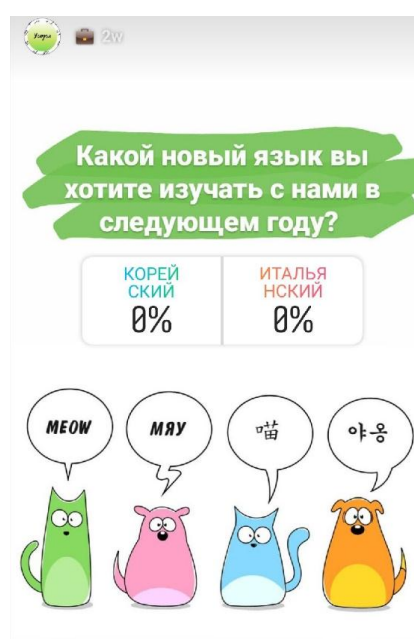 2w
Какой новый язык вы
хотите изучать с нами в
следующем году?
КОРЕЙ
СКИЙ
0%
ИТАЛЬЯ
НСКИЙ
0%
MEOW
МЯУ
喵
야옹